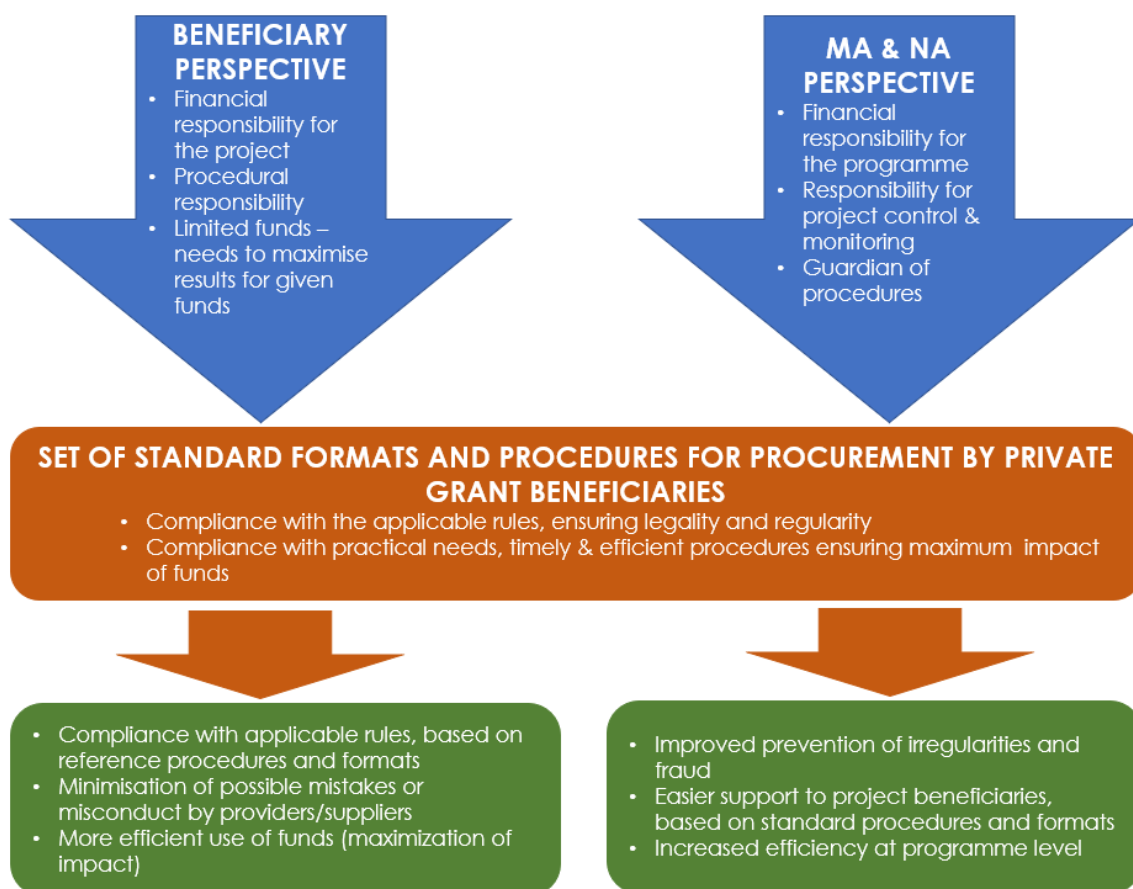 BENEFICIARY
PERSPECTIVE
• Financial
responsibility for
the project
• Procedural
responsibility
• Limited funds –
needs to maximise
results for given
funds
MA & NA
PERSPECTIVE
• Financial
responsibility for
the programme
• Responsibility for
project control &
monitoring
• Guardian of
procedures
SET OF STANDARD FORMATS AND PROCEDURES FOR PROCUREMENT BY PRIVATE
GRANT BENEFICIARIES
• Compliance with the applicable rules, ensuring legality and regularity
• Compliance with practical needs, timely & efficient procedures ensuring maximum impact
of funds
• Compliance with applicable rules, based on
reference procedures and formats
• Minimisation of possible mistakes or
misconduct by providers/suppliers
• More efficient use of funds (maximization of
impact)
• Improved prevention of irregularities and
fraud
• Easier support to project beneficiaries,
based on standard procedures and formats
• Increased efficiency at programme level